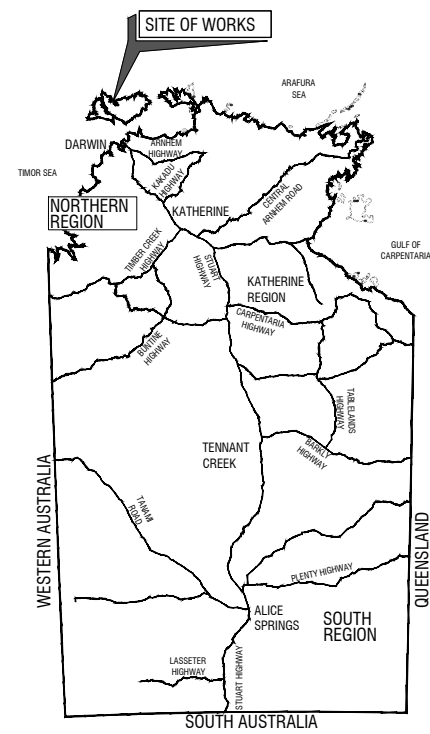 SITE OF WORKS
ARAFURA
SEA
DARWIN
ARNHEM
HIGHWAY
TIMOR SEA
KAKADU
HIGHWAY
CENTRAL
ARNHEM ROAD
NORTHERN
REGION
KATHERINE
GULF OF
CARPENTARIA
TIMBER CREEK
HIGHWAY
STUART
HIGHWAY
KATHERINE
REGION
CARPENTARIA
HIGHWAY
BUNTINE
HIGHWAY
TABLELANDS
HIGHWAY
TENNANT
CREEK
BARKLY
HIGHWAY
WESTERN AUSTRALIA
TANAMI
ROAD
QUEENSLAND
PLENTY HIGHWAY
ALICE
SPRINGS
SOUTH
REGION
LASSETER
HIGHWAY
STUART HIGHWAY
SOUTH AUSTRALIA